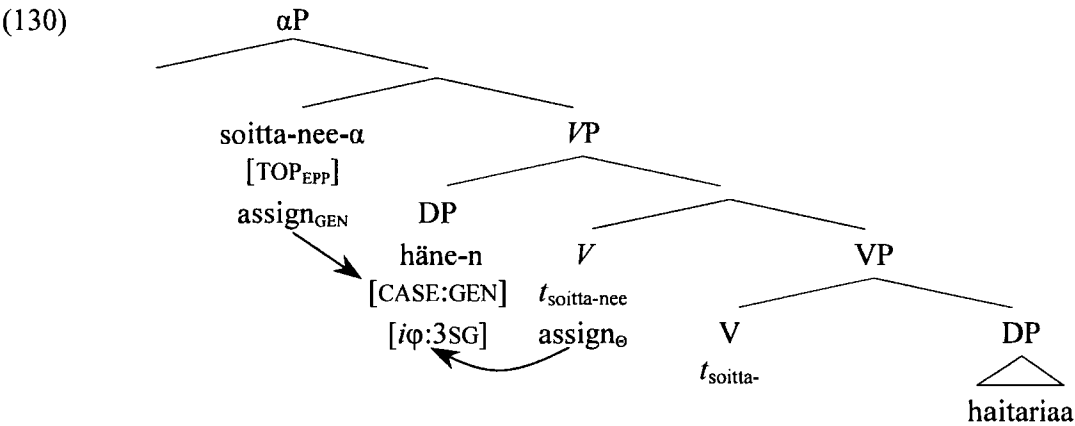 (130) αP
soitta-nee-α VP
[TOPEPP]
assignGEN DP
häne-n V VP
[CASE:GEN] tsoitta-nee
[iφ:3SG] assignΘ V DP
tsoitta-
haitariaa